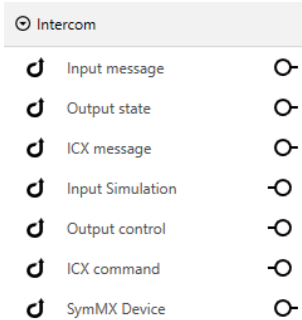 Intercom
Input message
Output state
ICX message
Input Simulation
Output control
ICX command
SymMX Device